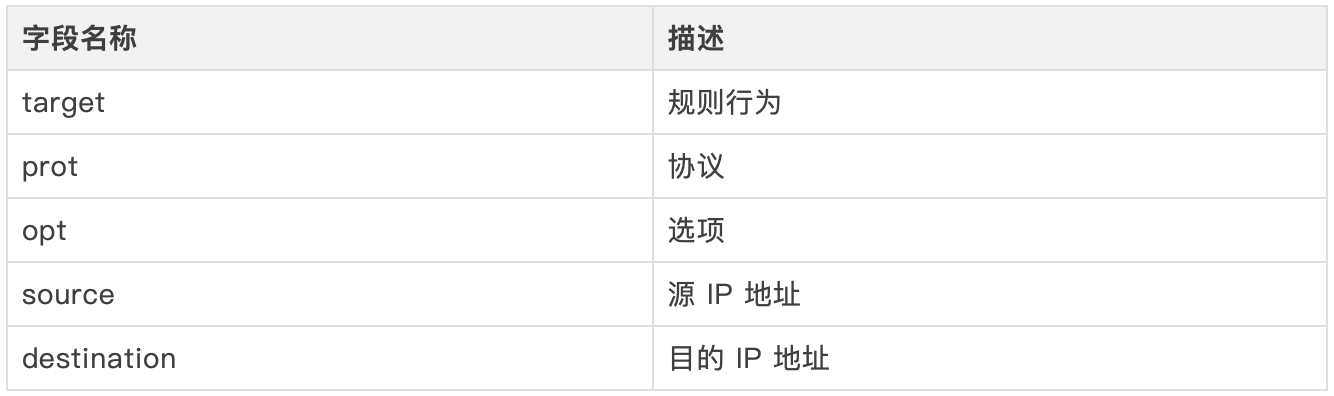 字段名称 描述
target 规则行为
prot 协议
opt 选项
source 源 IP 地址
destination 目的 IP 地址